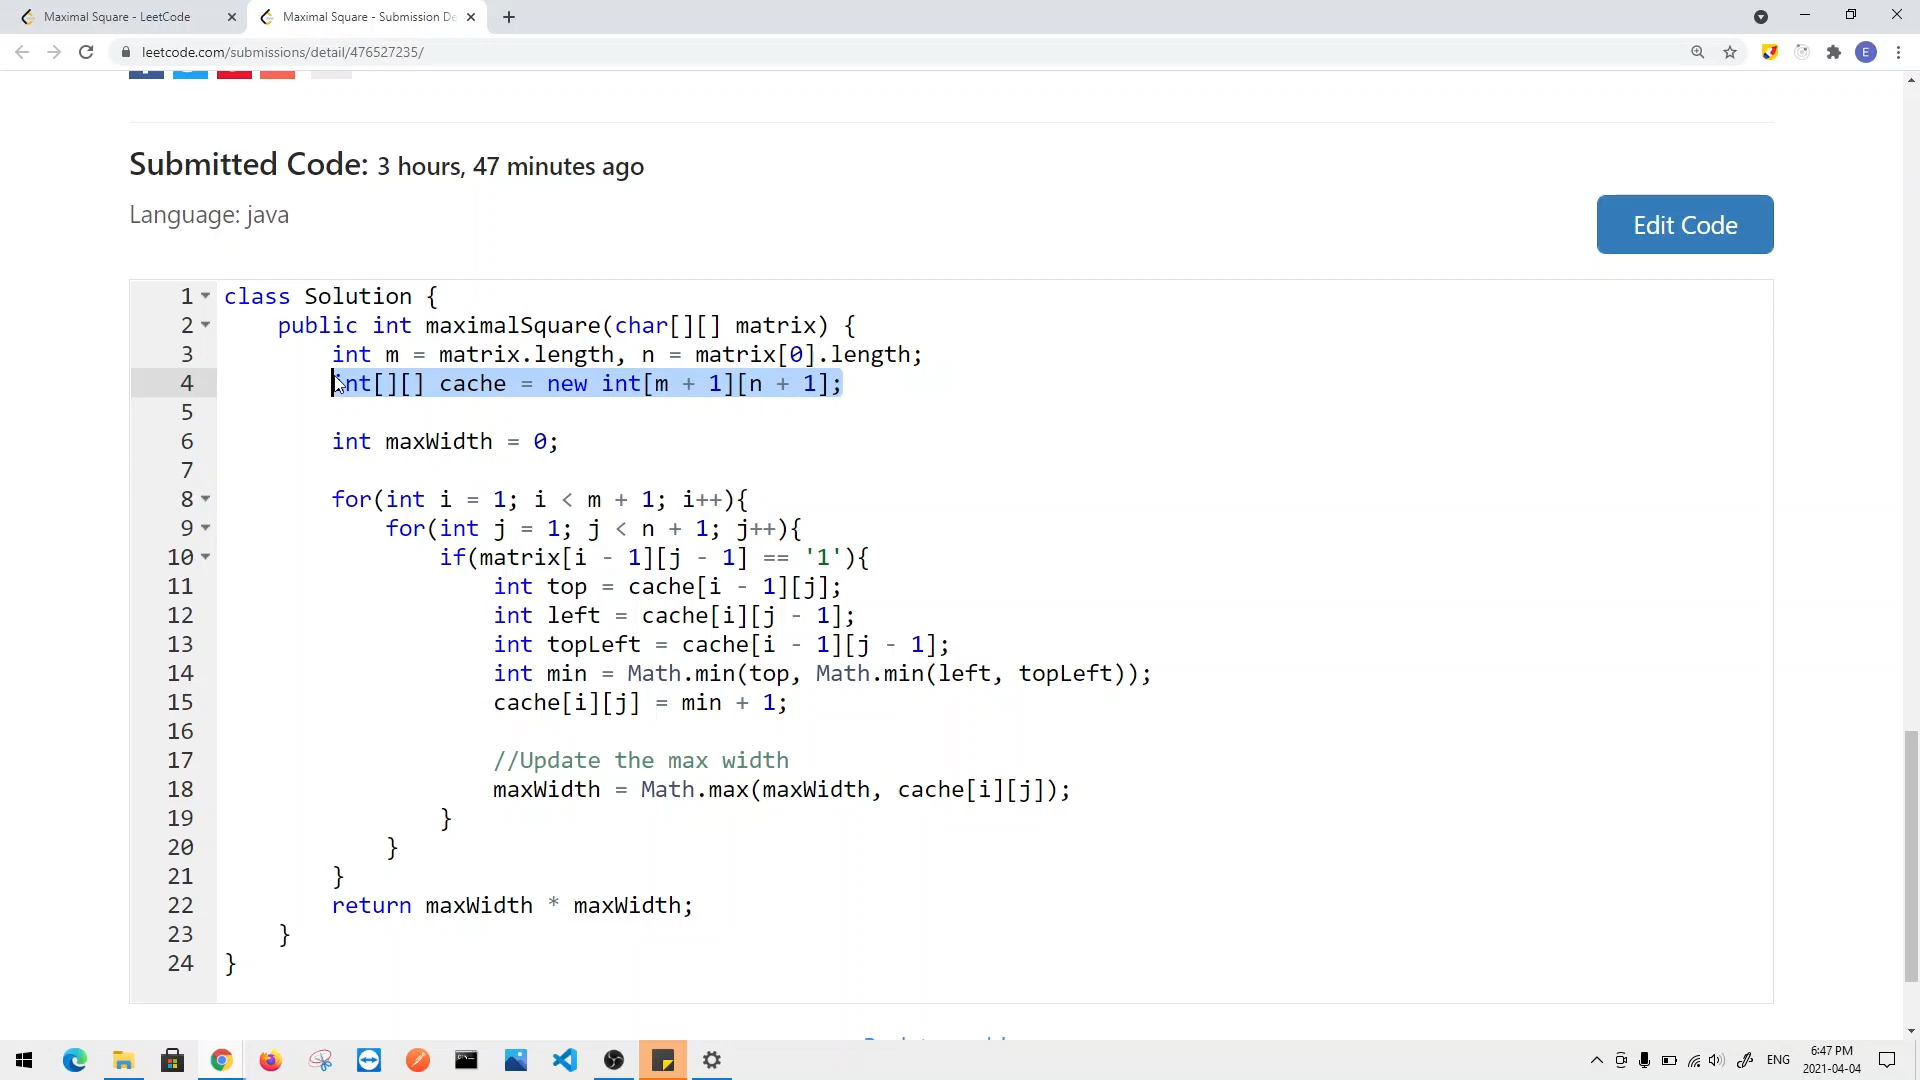 Maximal Square - LeetCode
Maximal Square - Submission De
leetcode.com/submissions/detail/476527235/
E
Submitted Code: 3 hours, 47 minutes ago
Language: java
Edit Code
1 class Solution {
2 public int maximalSquare(char[][] matrix) {
3 int m = matrix.length, n = matrix[0].length;
4 int[][] cache = new int[m + 1][n + 1];
5
6 int maxWidth = 0;
7
8 for(int i = 1; i < m + 1; i++){
9 for(int j = 1; j < n + 1; j++){
10 if(matrix[i - 1][j - 1] == '1'){
11 int top = cache[i - 1][j];
12 int left = cache[i][j - 1];
13 int topLeft = cache[i - 1][j - 1];
14 int min = Math.min(top, Math.min(left, topLeft));
15 cache[i][j] = min + 1;
16
17 //Update the max width
18 maxWidth = Math.max(maxWidth, cache[i][j]);
19 }
20 }
21 }
22 return maxWidth * maxWidth;
23 }
24 }
ENG
6:47 PM
2021-04-04